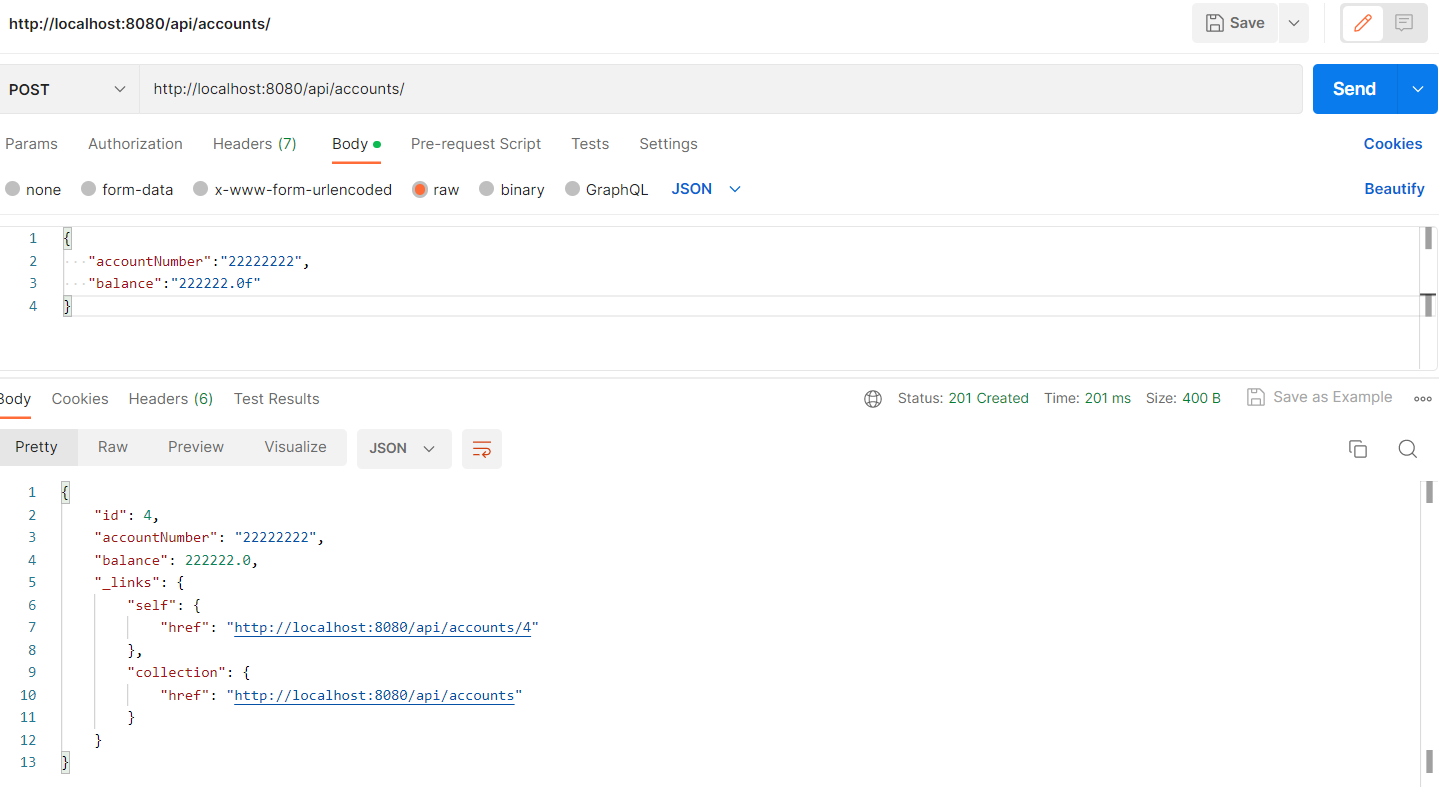 http://localhost:8080/api/accounts/
Save
POST http://localhost:8080/api/accounts/ Send
Params Authorization Headers (7) Body Pre-request Script Tests Settings Cookies
none form-data x-www-form-urlencoded raw binary GraphQL JSON Beautify
1 {
2 "accountNumber":"22222222",
3 "balance":"222222.0f"
4 }
Body Cookies Headers (6) Test Results Status: 201 Created Time: 201 ms Size: 400 B Save as Example
Pretty Raw Preview Visualize JSON
1 {
2 "id": 4,
3 "accountNumber": "22222222",
4 "balance": 222222.0,
5 "_links": {
6 "self": {
7 "href": "http://localhost:8080/api/accounts/4"
8 },
9 "collection": {
10 "href": "http://localhost:8080/api/accounts"
11 }
12 }
13 }